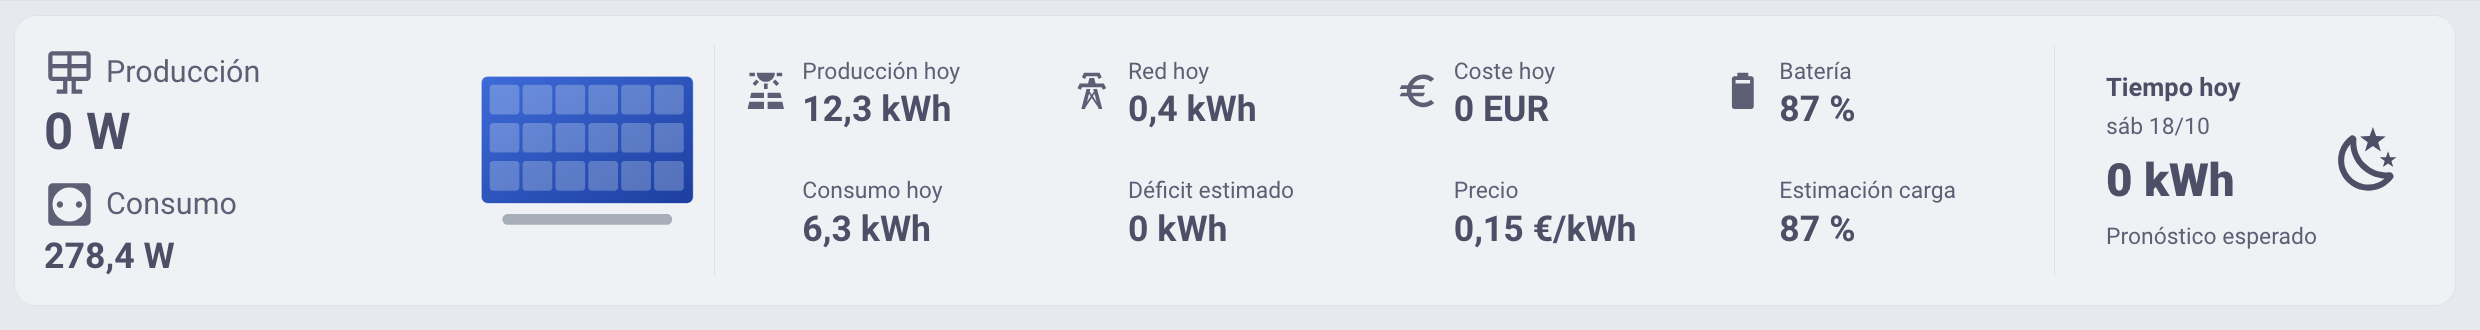 Producción
0 W
Consumo
278,4 W
Producción hoy
12,3 kWh
Red hoy
0,4 kWh
Coste hoy
0 EUR
Batería
87 %
Consumo hoy
6,3 kWh
Déficit estimado
0 kWh
Precio
0,15 €/kWh
Estimación carga
87 %
Tiempo hoy
sáb 18/10
0 kWh
Pronóstico esperado